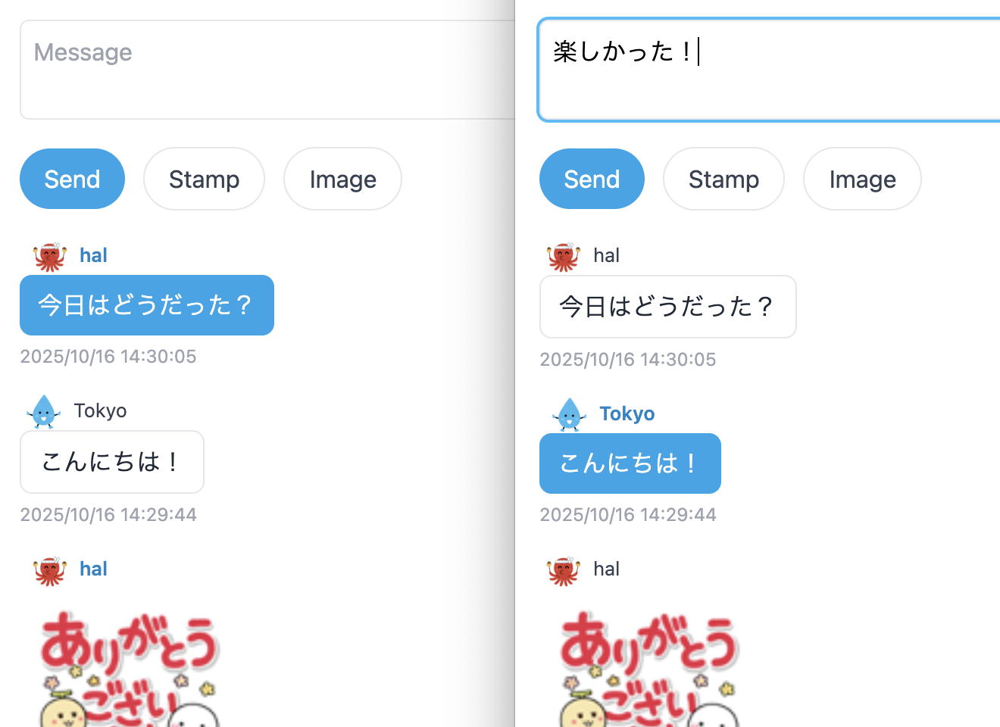 Message
Send Stamp Image
hal
今日はどうだった？
2025/10/16 14:30:05
Tokyo
こんにちは！
2025/10/16 14:29:44
hal
ありがとう
ござい
楽しかった！
Send Stamp Image
hal
今日はどうだった？
2025/10/16 14:30:05
Tokyo
こんにちは！
2025/10/16 14:29:44
hal
ありがとう
ござい